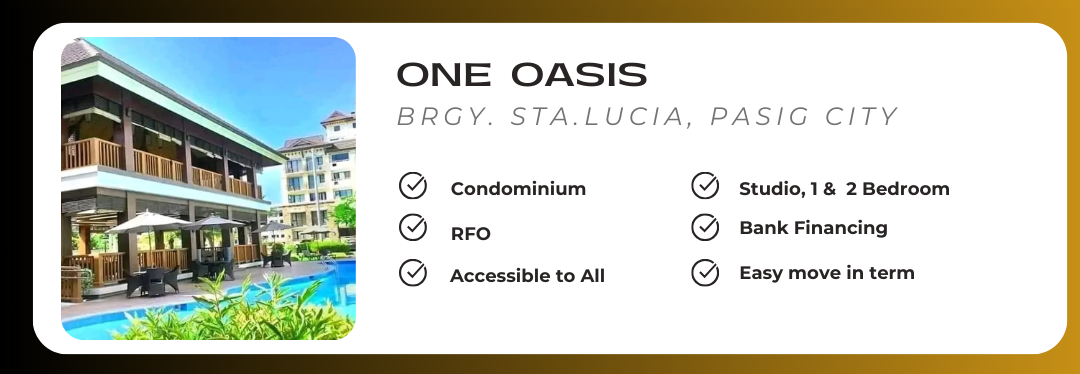 ONE OASIS
BRGY. STA.LUCIA, PASIG CITY
Condominium
RFO
Accessible to All
Studio, 1 & 2 Bedroom
Bank Financing
Easy move in term